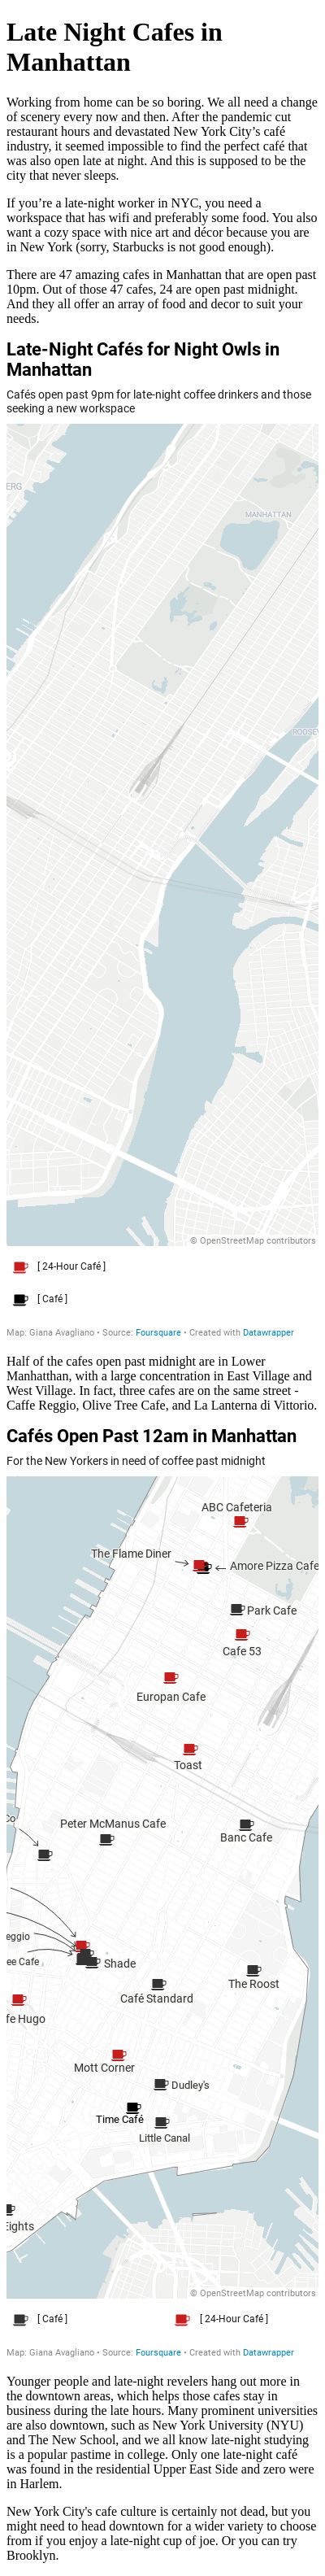 Late Night Cafes in
Manhattan
Working from home can be so boring. We all need a change
of scenery every now and then. After the pandemic cut
restaurant hours and devastated New York City’s café
industry, it seemed impossible to find the perfect café that
was also open late at night. And this is supposed to be the
city that never sleeps.
If you’re a late-night worker in NYC, you need a
workspace that has wifi and preferably some food. You also
want a cozy space with nice art and décor because you are
in New York (sorry, Starbucks is not good enough).
There are 47 amazing cafes in Manhattan that are open past
10pm. Out of those 47 cafes, 24 are open past midnight.
And they all offer an array of food and decor to suit your
needs.
Late-Night Cafés for Night Owls in
Manhattan
Cafés open past 9pm for late-night coffee drinkers and those
seeking a new workspace
ERG
MANHATTAN
ROOSEV
© OpenStreetMap contributors
[ 24-Hour Café ]
[ Café ]
Map: Giana Avagliano • Source: Foursquare • Created with Datawrapper
Half of the cafes open past midnight are in Lower
Manhatthan, with a large concentration in East Village and
West Village. In fact, three cafes are on the same street -
Caffe Reggio, Olive Tree Cafe, and La Lanterna di Vittorio.
Cafés Open Past 12am in Manhattan
For the New Yorkers in need of coffee past midnight
ABC Cafeteria
The Flame Diner
Amore Pizza Cafe
Park Cafe
Cafe 53
Europan Cafe
Toast
Co
Peter McManus Cafe
Banc Cafe
eggio
ee Cafe
Shade
The Roost
Café Standard
fe Hugo
Mott Corner
Dudley's
Time Café
Little Canal
Eights
© OpenStreetMap contributors
[ Café ]
[ 24-Hour Café ]
Map: Giana Avagliano • Source: Foursquare • Created with Datawrapper
Younger people and late-night revelers hang out more in
the downtown areas, which helps those cafes stay in
business during the late hours. Many prominent universities
are also downtown, such as New York University (NYU)
and The New School, and we all know late-night studying
is a popular pastime in college. Only one late-night café
was found in the residential Upper East Side and zero were
in Harlem.
New York City's cafe culture is certainly not dead, but you
might need to head downtown for a wider variety to choose
from if you enjoy a late-night cup of joe. Or you can try
Brooklyn.